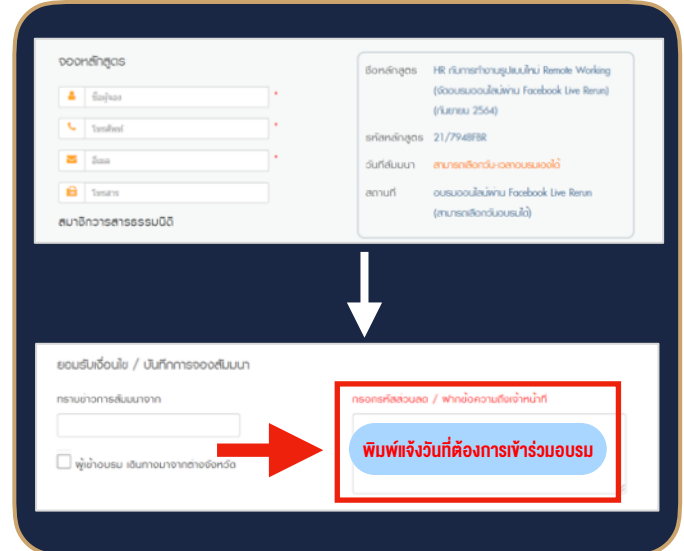 จองหลักสูตร
ชื่อผู้จอง *
โทรศัพท์ *
อีเมล *
โทรสาร
สมาชิกวารสารธรรมนิติ
ชื่อหลักสูตร HR กับการทำงานรูปแบบใหม่ Remote Working
(จัดอบรมออนไลน์ผ่าน Facebook Live Rerun)
(กันยายน 2564)
รหัสหลักสูตร 21/7948FBR
วันที่สัมมนา สามารถเลือกวัน-เวลาอบรมเองได้
สถานที่ อบรมออนไลน์ผ่าน Facebook Live Rerun
(สามารถเลือกวันอบรมได้)
ยอมรับเงื่อนไข / บันทึกการจองสัมมนา
ทราบข่าวการสัมมนาจาก
ผู้เข้าอบรม เดินทางมาจากต่างจังหวัด
กรอกรหัสส่วนลด / ฝากข้อความถึงเจ้าหน้าที่
พิมพ์แจ้งวันที่ต้องการเข้าร่วมอบรม